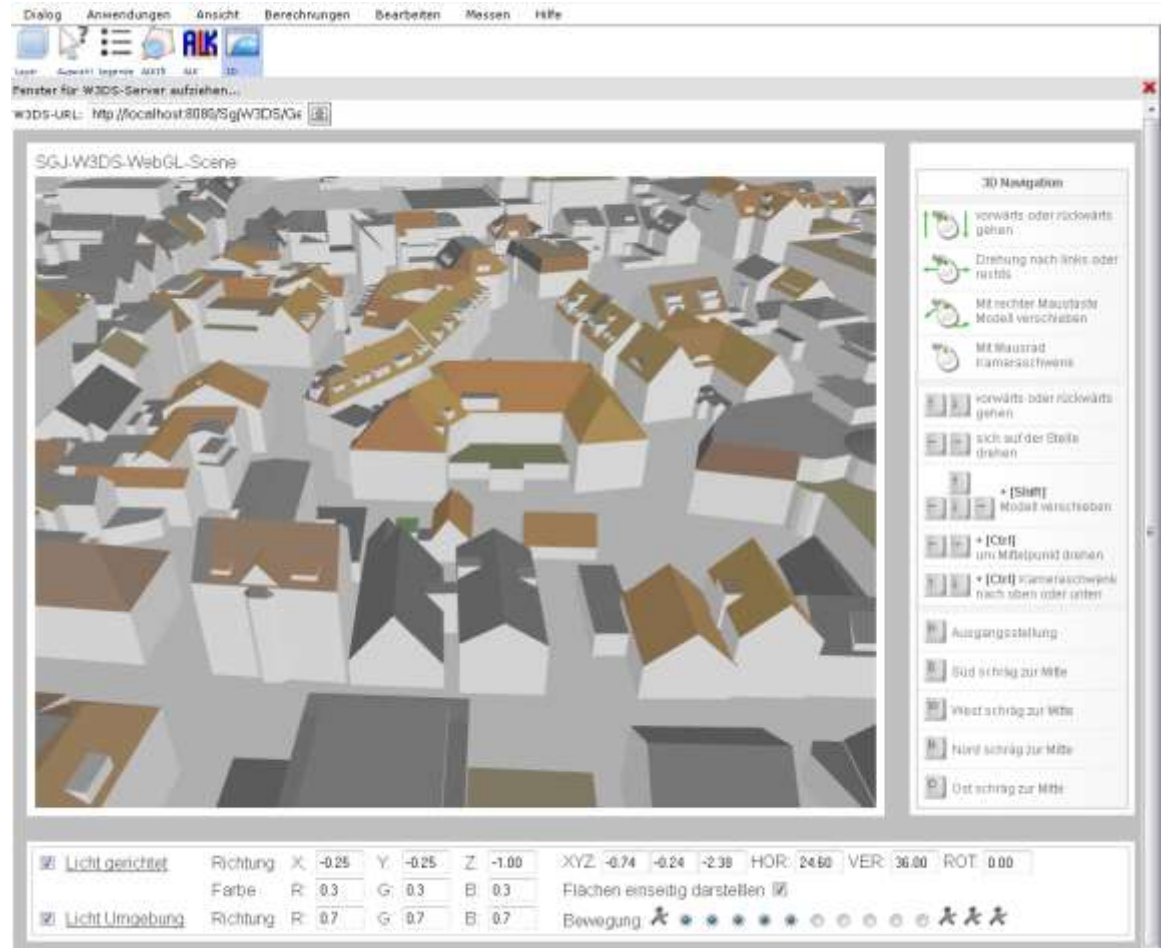 Dialog Anwendungen Ansicht Berechnungen Bearbeiten Messen Hilfe
ALK
Layer Auswahl Legende ALK 3D
Fenster für W3DS-Server aufziehen...
W3DS-URL: http://localhost:8080/SgjW3DS/Ge
SGJ-W3DS-WebGL-Scene
3D Navigation
vorwärts oder rückwärts
gehen
Drehung nach links oder
rechts
Mit rechter Maustaste
Modell verschieben
Mit Mausrad
Kameraschwenk
vorwärts oder rückwärts
gehen
sich auf der Stelle
drehen
+ [Shift]
Modell verschieben
+ [Ctrl]
um Mittelpunkt drehen
+ [Ctrl] Kameraschwenk
nach oben oder unten
Ausgangsstellung
Süd schräg zur Mitte
West schräg zur Mitte
N Nord schräg zur Mitte
O Ost schräg zur Mitte
Licht gerichtet Richtung X: -0.25 Y: -0.25 Z: -1.00 XYZ: -0.74 -0.24 -2.38 HOR: 24.60 VER: 36.00 ROT: 0.00
Farbe R: 0.3 G: 0.3 B: 0.3 Flächen einseitig darstellen
Licht Umgebung Richtung R: 0.7 G: 0.7 B: 0.7 Bewegung